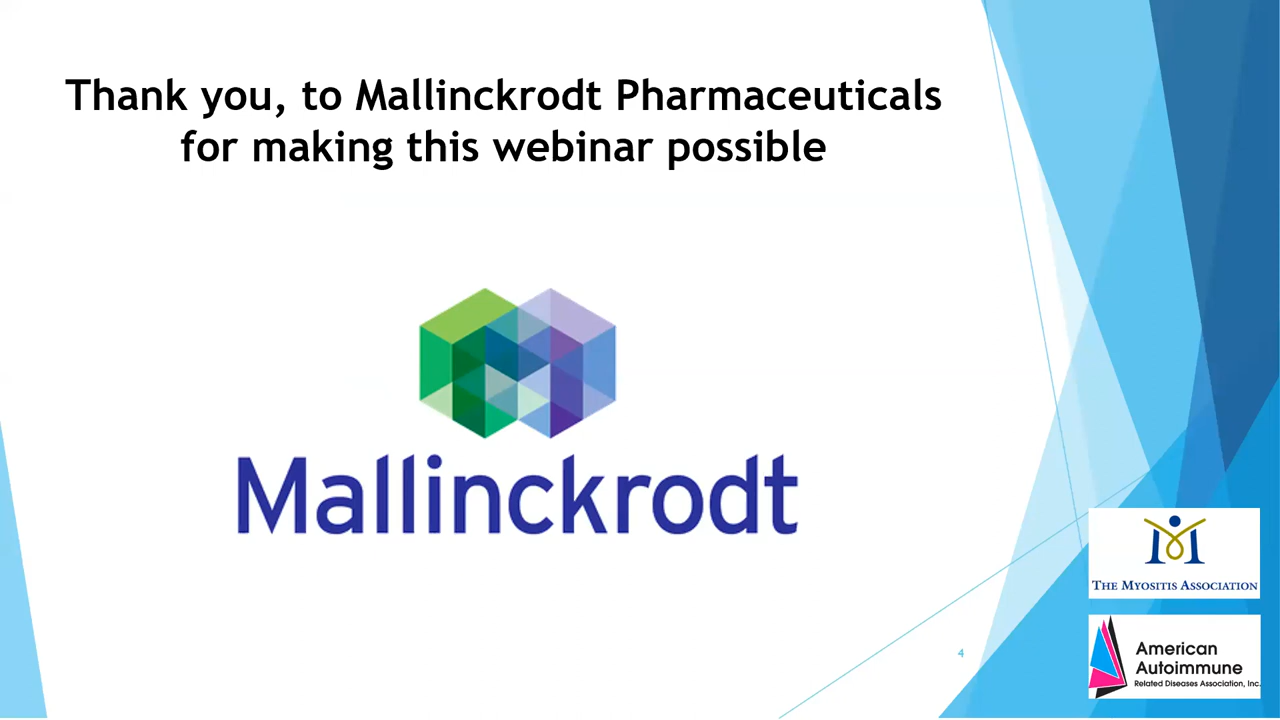 Thank you, to Mallinckrodt Pharmaceuticals
for making this webinar possible
Mallinckrodt
THE MYOSITIS ASSOCIATION
4
American
Autoimmune
Related Diseases Association, Inc.